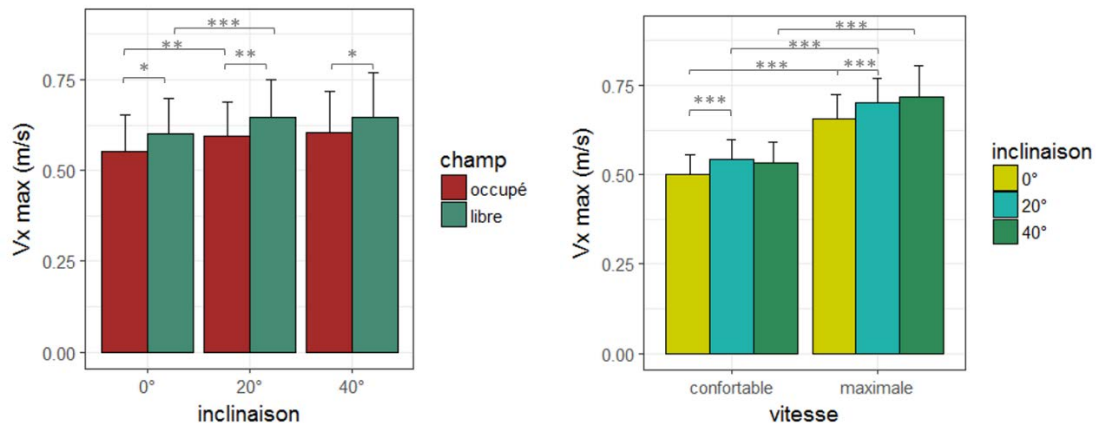 Vx max (m/s)
0.75
0.50
0.25
0.00
***
**
*
**
*
0°
20°
40°
inclinaison
champ
occupé
libre
Vx max (m/s)
0.75
0.50
0.25
0.00
***
***
***
***
***
confortable
maximale
vitesse
inclinaison
0°
20°
40°